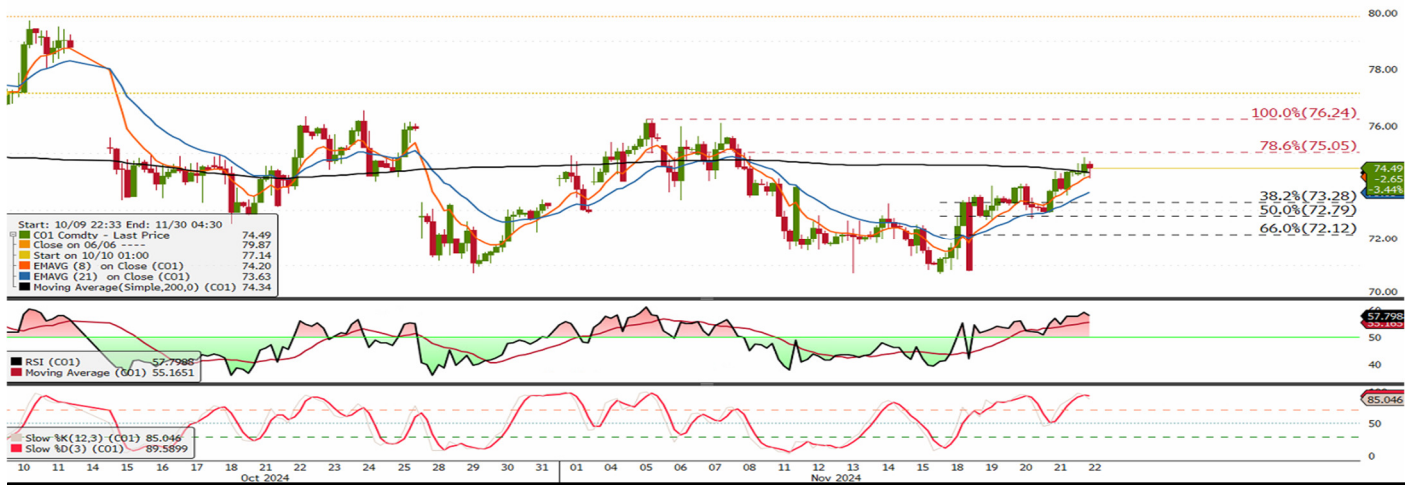 80.00
78.00
76.00
72.00
70.00
100.0%(76.24)
78.6%(75.05)
38.2%(73.28)
50.0%(72.79)
66.0%(72.12)
74.49
-2.65
-3.44%
Start: 10/09 22:33 End: 11/30 04:30
CO1 Comdty - Last Price 74.49
Close on 06/06 ---- 79.87
Start on 10/10 01:00 77.14
EMAVG (8) on Close (CO1) 74.20
EMAVG (21) on Close (CO1) 73.63
Moving Average(Simple,200,0) (CO1) 74.34
57.798
50
40
RSI (CO1) 57.7983
Moving Average (CO1) 55.1651
85.046
50
0
Slow %K(12,3) (CO1) 85.046
Slow %D(3) (CO1) 89.5899
10 11 14 15 16 17 18 21 22 23 24 25 28 29 30 31 01 04 05 06 07 08 11 12 13 14 15 18 19 20 21 22
Oct 2024 Nov 2024